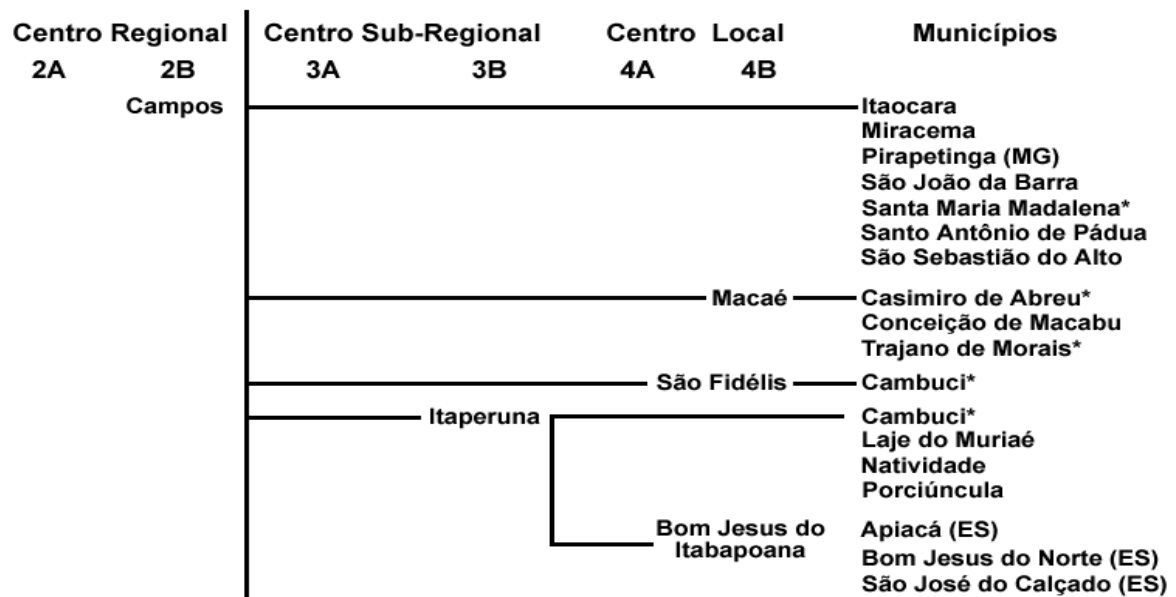 Centro Regional Centro Sub-Regional Centro Local Municípios
2A 2B 3A 3B 4A 4B
Campos Itaocara
Miracema
Pirapetinga (MG)
São João da Barra
Santa Maria Madalena*
Santo Antônio de Pádua
São Sebastião do Alto
Macaé Casimiro de Abreu*
Conceição de Macabu
Trajano de Morais*
São Fidélis Cambuci*
Itaperuna Cambuci*
Laje do Muriaé
Natividade
Porciúncula
Bom Jesus do Apiacá (ES)
Itabapoana
Bom Jesus do Norte (ES)
São José do Calçado (ES)